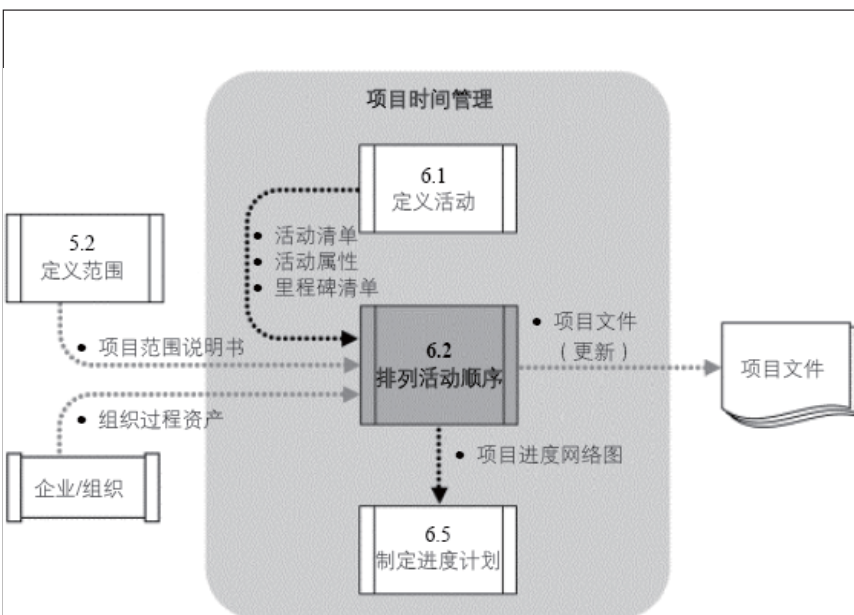 项目时间管理
6.1
定义活动
5.2
定义范围
● 活动清单
● 活动属性
● 里程碑清单
● 项目范围说明书
6.2
排列活动顺序
● 项目文件
（更新）
项目文件
● 组织过程资产
企业/组织
● 项目进度网络图
6.5
制定进度计划